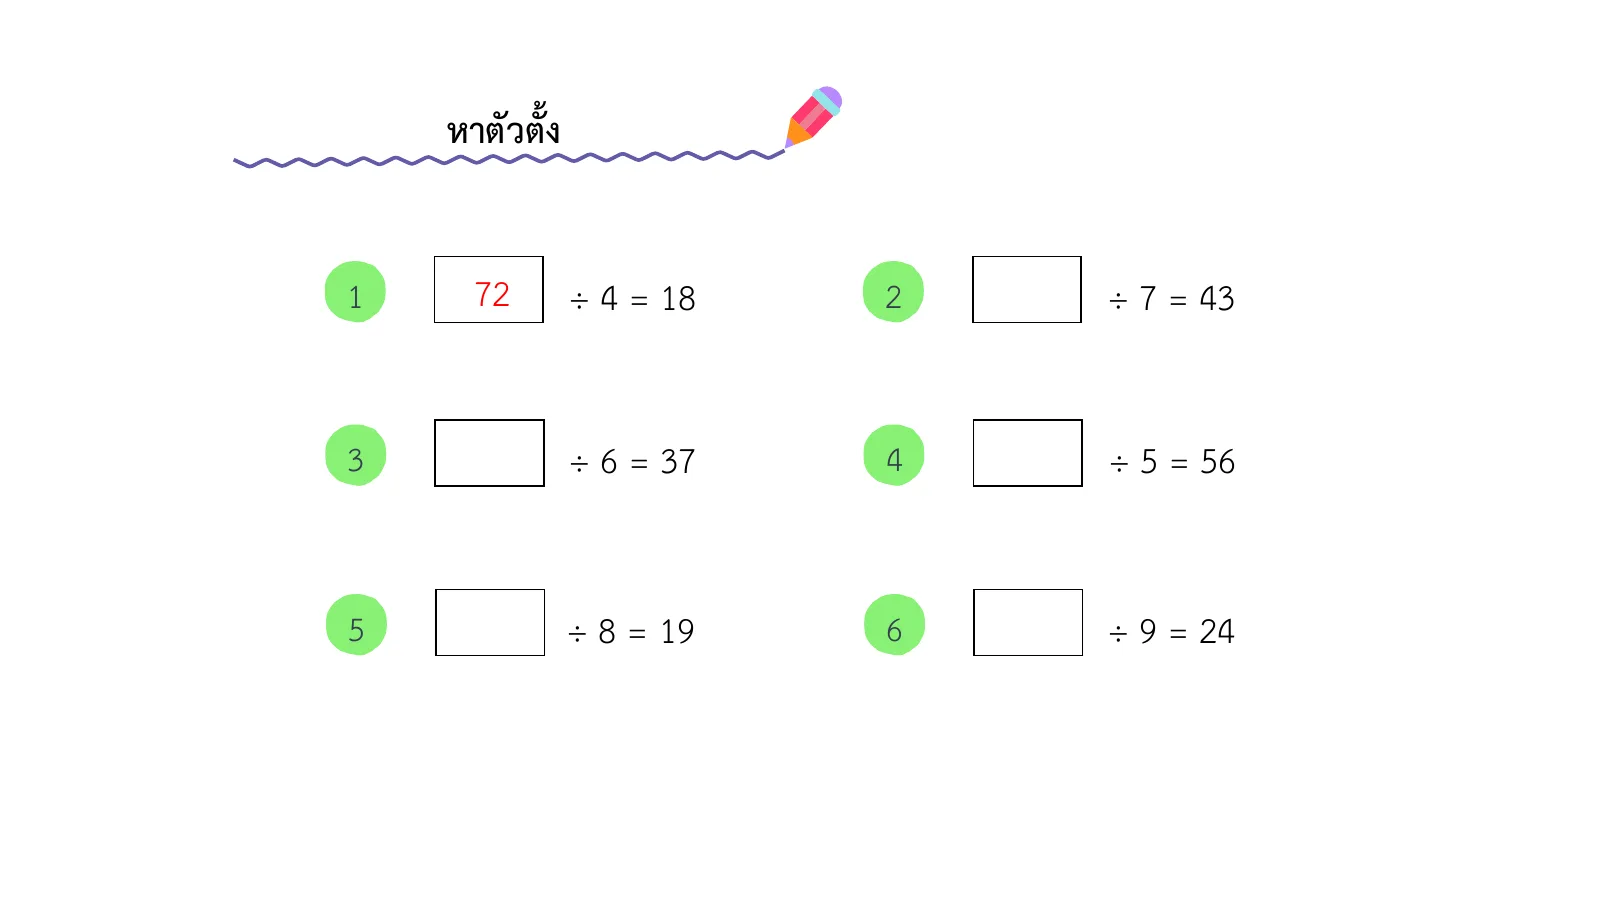 หาตัวตั้ง
1 72 ÷ 4 = 18
2 ÷ 7 = 43
3 ÷ 6 = 37
4 ÷ 5 = 56
5 ÷ 8 = 19
6 ÷ 9 = 24